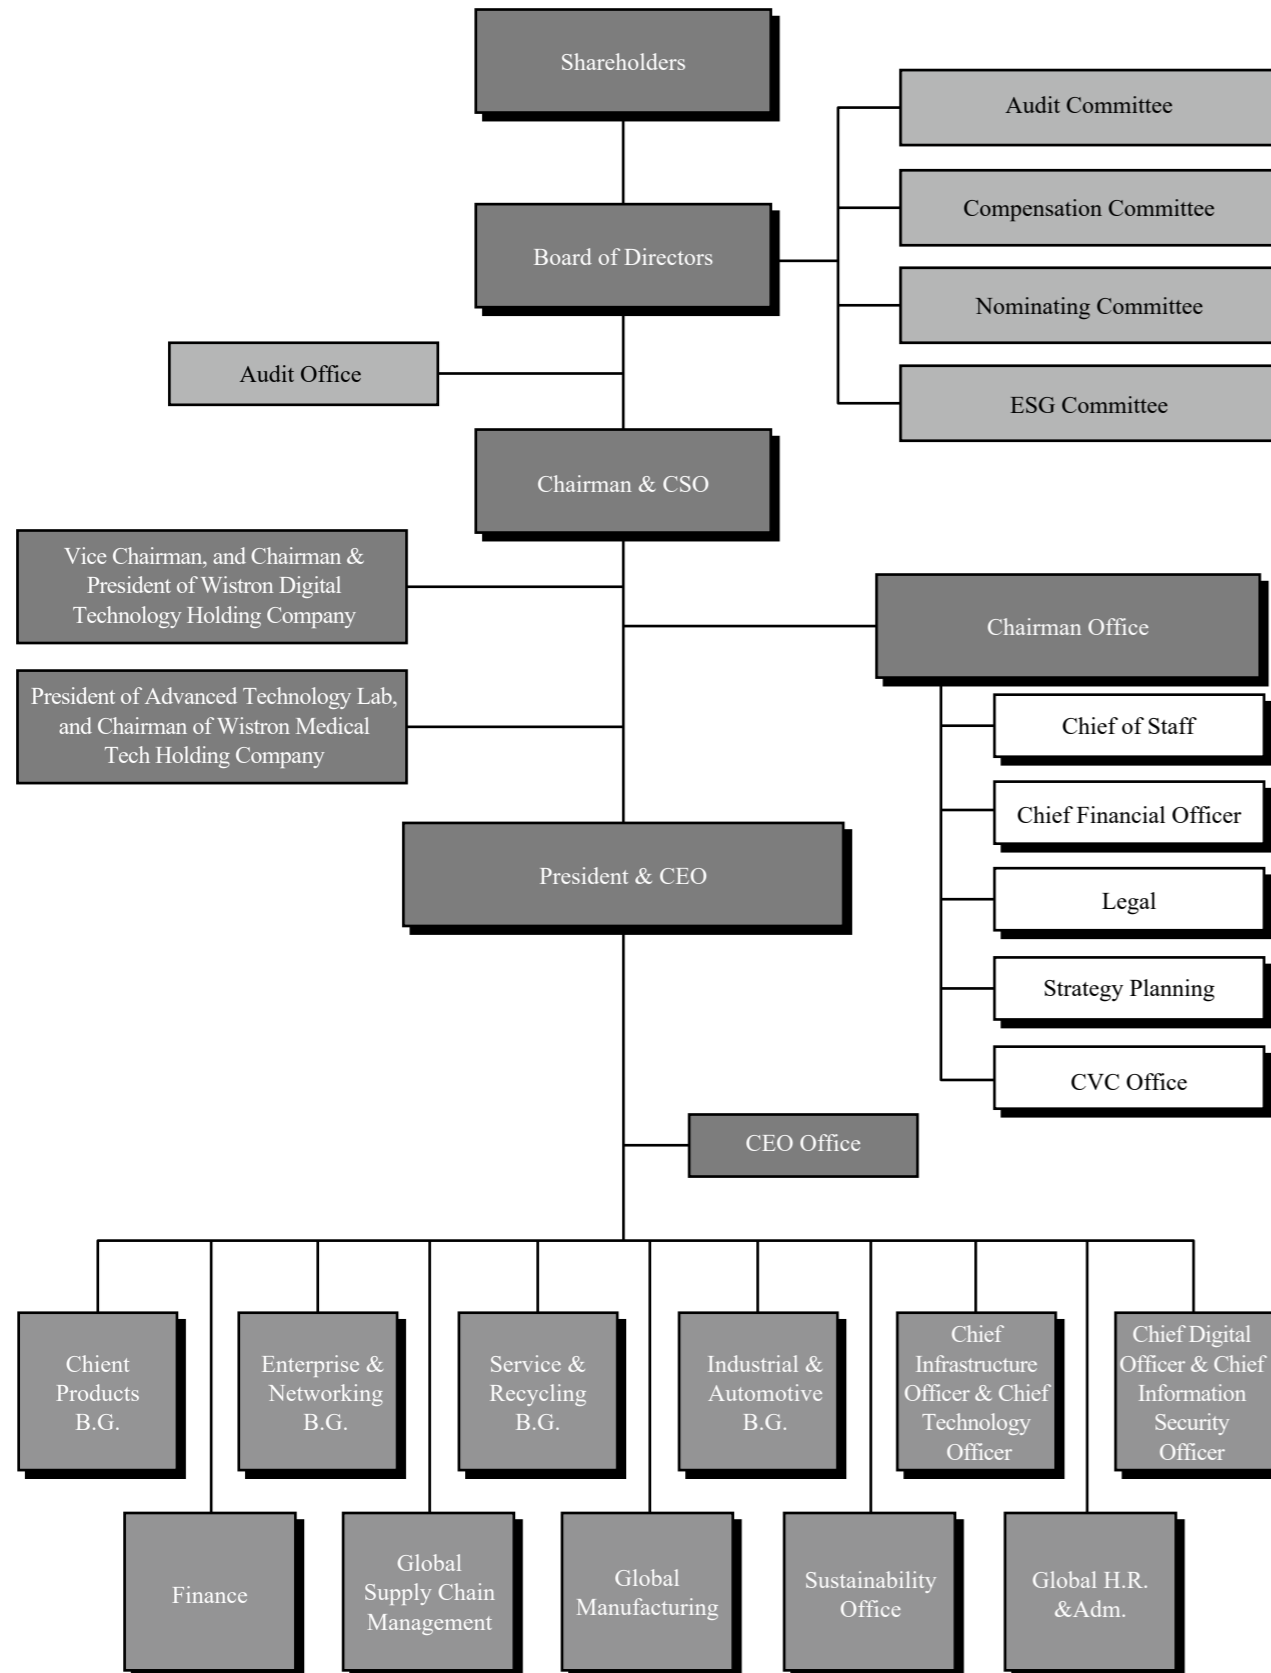 Shareholders
Audit Committee
Compensation Committee
Board of Directors
Nominating Committee
Audit Office
ESG Committee
Chairman & CSO
Vice Chairman, and Chairman &
President of Wistron Digital
Technology Holding Company
Chairman Office
President of Advanced Technology Lab,
and Chairman of Wistron Medical
Tech Holding Company
Chief of Staff
Chief Financial Officer
President & CEO
Legal
Strategy Planning
CVC Office
CEO Office
Chient
Products
B.G.
Enterprise &
Networking
B.G.
Service &
Recycling
B.G.
Industrial &
Automotive
B.G.
Chief
Infrastructure
Officer & Chief
Technology
Officer
Chief Digital
Officer & Chief
Information
Security
Officer
Finance
Global
Supply Chain
Management
Global
Manufacturing
Sustainability
Office
Global H.R.
&Adm.